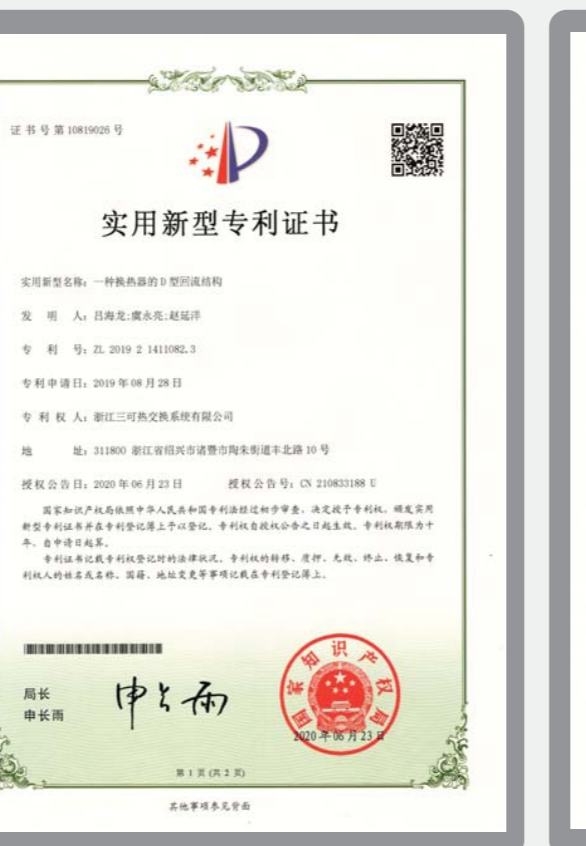 证书号第10819026号
实用新型专利证书
实用新型名称：一种换热器的D型回流结构
发 明 人：吕海龙;虞永亮;赵延洋
专 利 号：ZL 2019 2 1411082.3
专利申请日：2019年08月28日
专 利 权 人：浙江三可热交换系统有限公司
地 址：311800 浙江省绍兴市诸暨市陶朱街道丰北路10号
授权公告日：2020年06月23日 授权公告号：CN 210833188 U
国家知识产权局依照中华人民共和国专利法经过初步审查，决定授予专利权，颁发实用
新型专利证书并在专利登记簿上予以登记。专利权自授权公告之日起生效。专利权期限为十
年，自申请日起算。
专利证书记载专利权登记时的法律状况。专利权的转移、质押、无效、终止、恢复和专
利权人的姓名或名称、国籍、地址变更等事项记载在专利登记簿上。
局长
申长雨
申长雨
国家知识产权局
2020年06月23日
第 1 页 (共 2 页)
其他事项参见背面